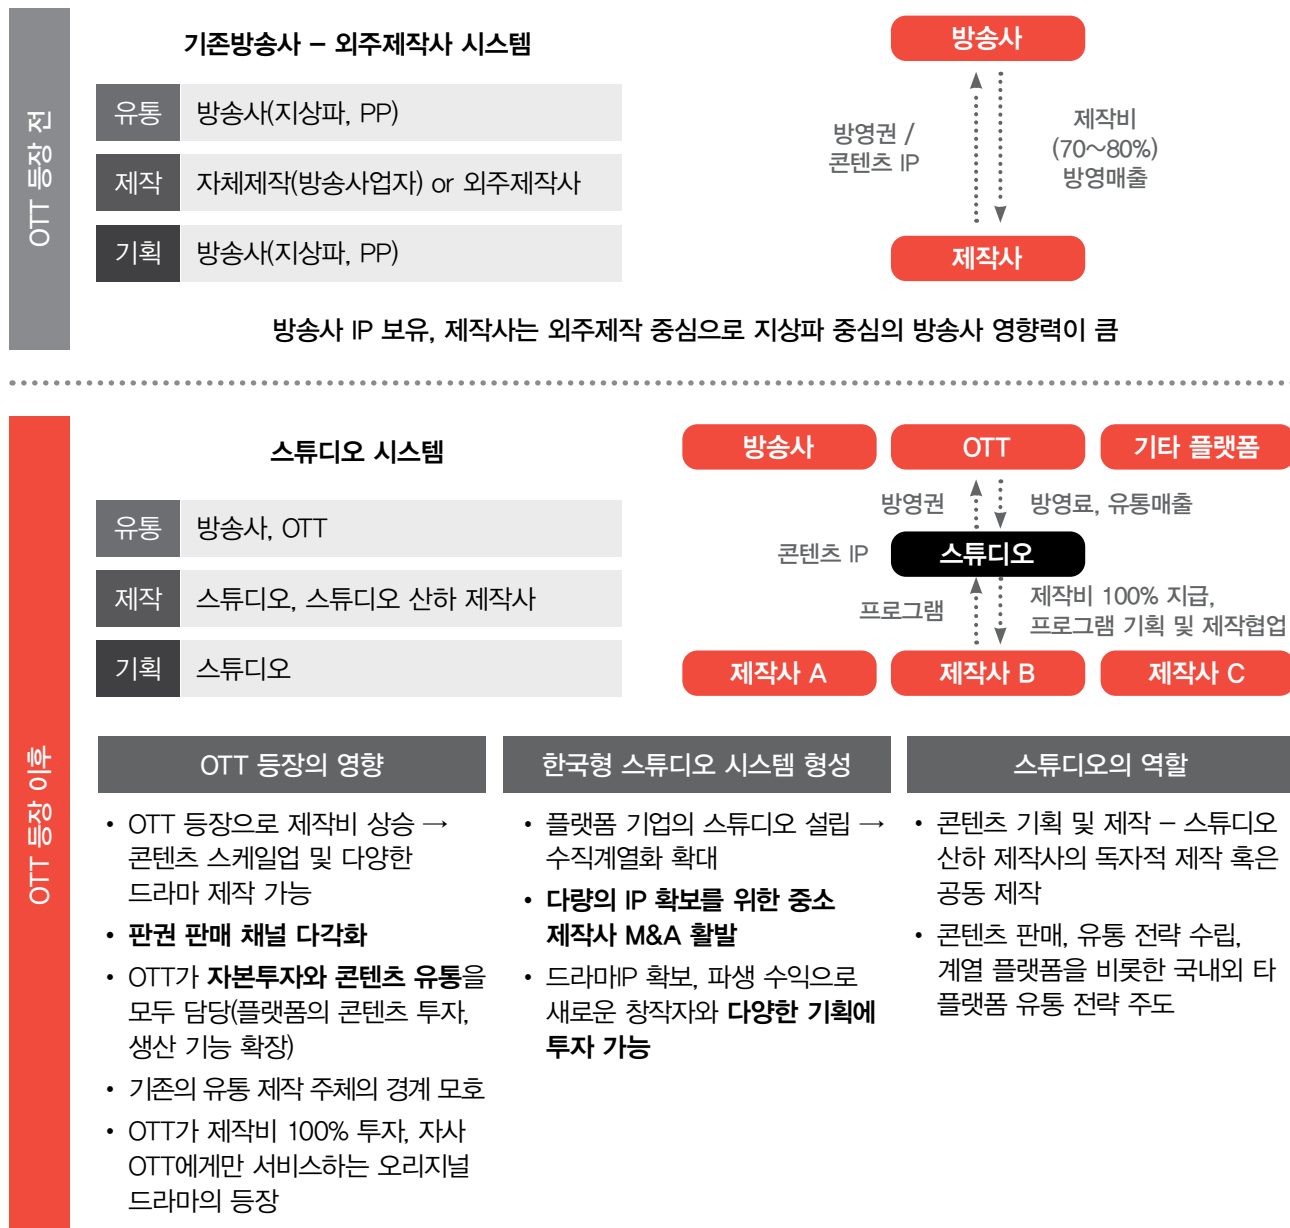 OTT 등장 전
기존방송사 – 외주제작사 시스템
유통
방송사(지상파, PP)
제작
자체제작(방송사업자) or 외주제작사
기획
방송사(지상파, PP)
방송사
방영권 /
콘텐츠 IP
제작비
(70~80%)
방영매출
제작사
방송사 IP 보유, 제작사는 외주제작 중심으로 지상파 중심의 방송사 영향력이 큼
OTT 등장 이후
스튜디오 시스템
유통
방송사, OTT
제작
스튜디오, 스튜디오 산하 제작사
기획
스튜디오
방송사
OTT
기타 플랫폼
방영권
방영료, 유통매출
콘텐츠 IP
스튜디오
프로그램
제작비 100% 지급,
프로그램 기획 및 제작협업
제작사 A
제작사 B
제작사 C
OTT 등장의 영향
• OTT 등장으로 제작비 상승 →
콘텐츠 스케일업 및 다양한
드라마 제작 가능
• 판권 판매 채널 다각화
• OTT가 자본투자와 콘텐츠 유통을
모두 담당(플랫폼의 콘텐츠 투자,
생산 기능 확장)
• 기존의 유통 제작 주체의 경계 모호
• OTT가 제작비 100% 투자, 자사
OTT에게만 서비스하는 오리지널
드라마의 등장
한국형 스튜디오 시스템 형성
• 플랫폼 기업의 스튜디오 설립 →
수직계열화 확대
• 다량의 IP 확보를 위한 중소
제작사 M&A 활발
• 드라마IP 확보, 파생 수익으로
새로운 창작자와 다양한 기획에
투자 가능
스튜디오의 역할
• 콘텐츠 기획 및 제작 – 스튜디오
산하 제작사의 독자적 제작 혹은
공동 제작
• 콘텐츠 판매, 유통 전략 수립,
계열 플랫폼을 비롯한 국내외 타
플랫폼 유통 전략 주도